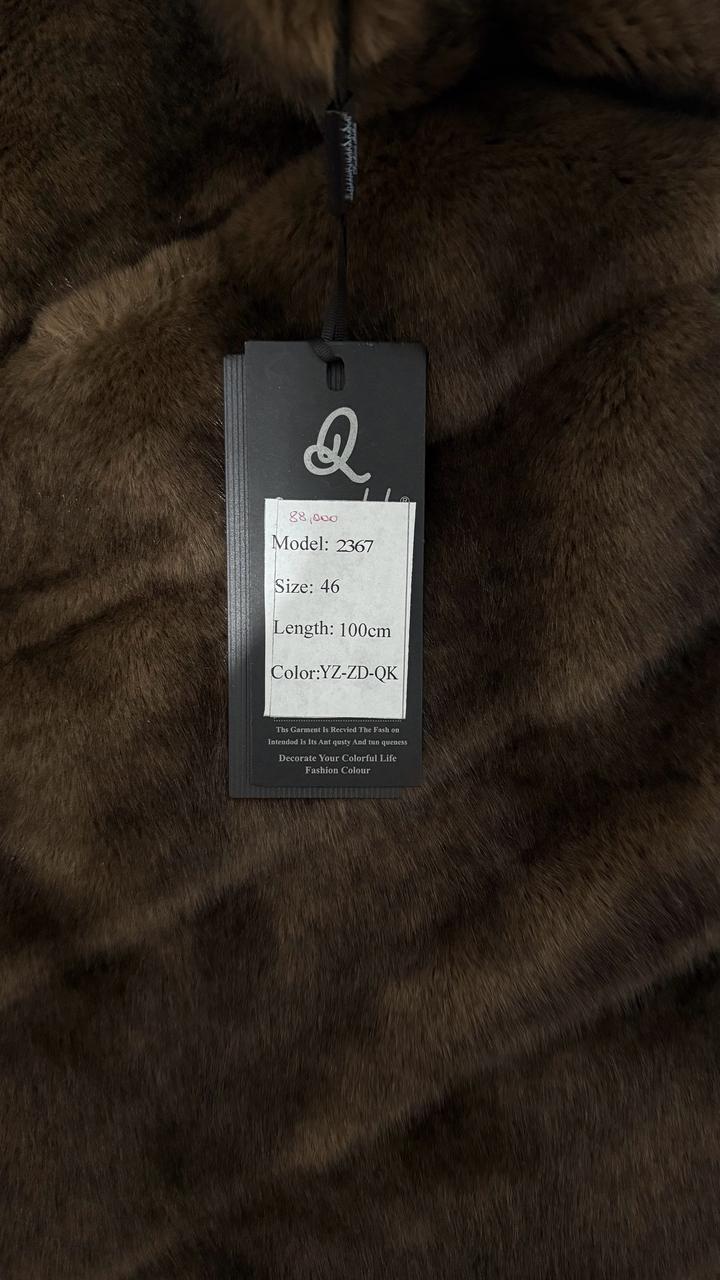 Q
®
88,000
Model: 2367
Size: 46
Length: 100cm
Color:YZ-ZD-QK
Ths Garment Is Recvied The Fash on
Intendod Is Its Ant qusty And tun queness
Decorate Your Colorful Life
Fashion Colour